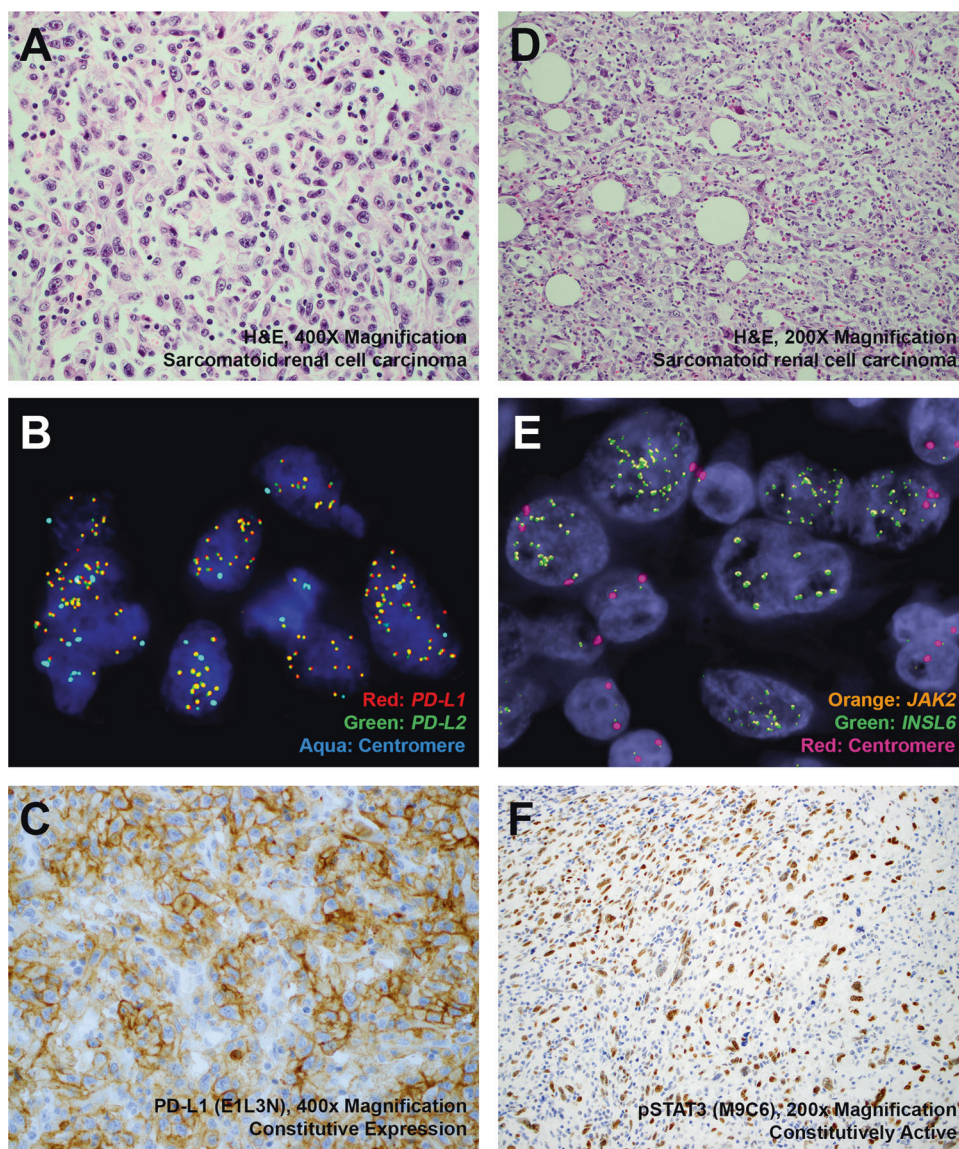 A
H&E, 400X Magnification
Sarcomatoid renal cell carcinoma
D
H&E, 200X Magnification
Sarcomatoid renal cell carcinoma
B
Red: PD-L1
Green: PD-L2
Aqua: Centromere
E
Orange: JAK2
Green: INSL6
Red: Centromere
C
PD-L1 (E1L3N), 400x Magnification
Constitutive Expression
F
pSTAT3 (M9C6), 200x Magnification
Constitutively Active